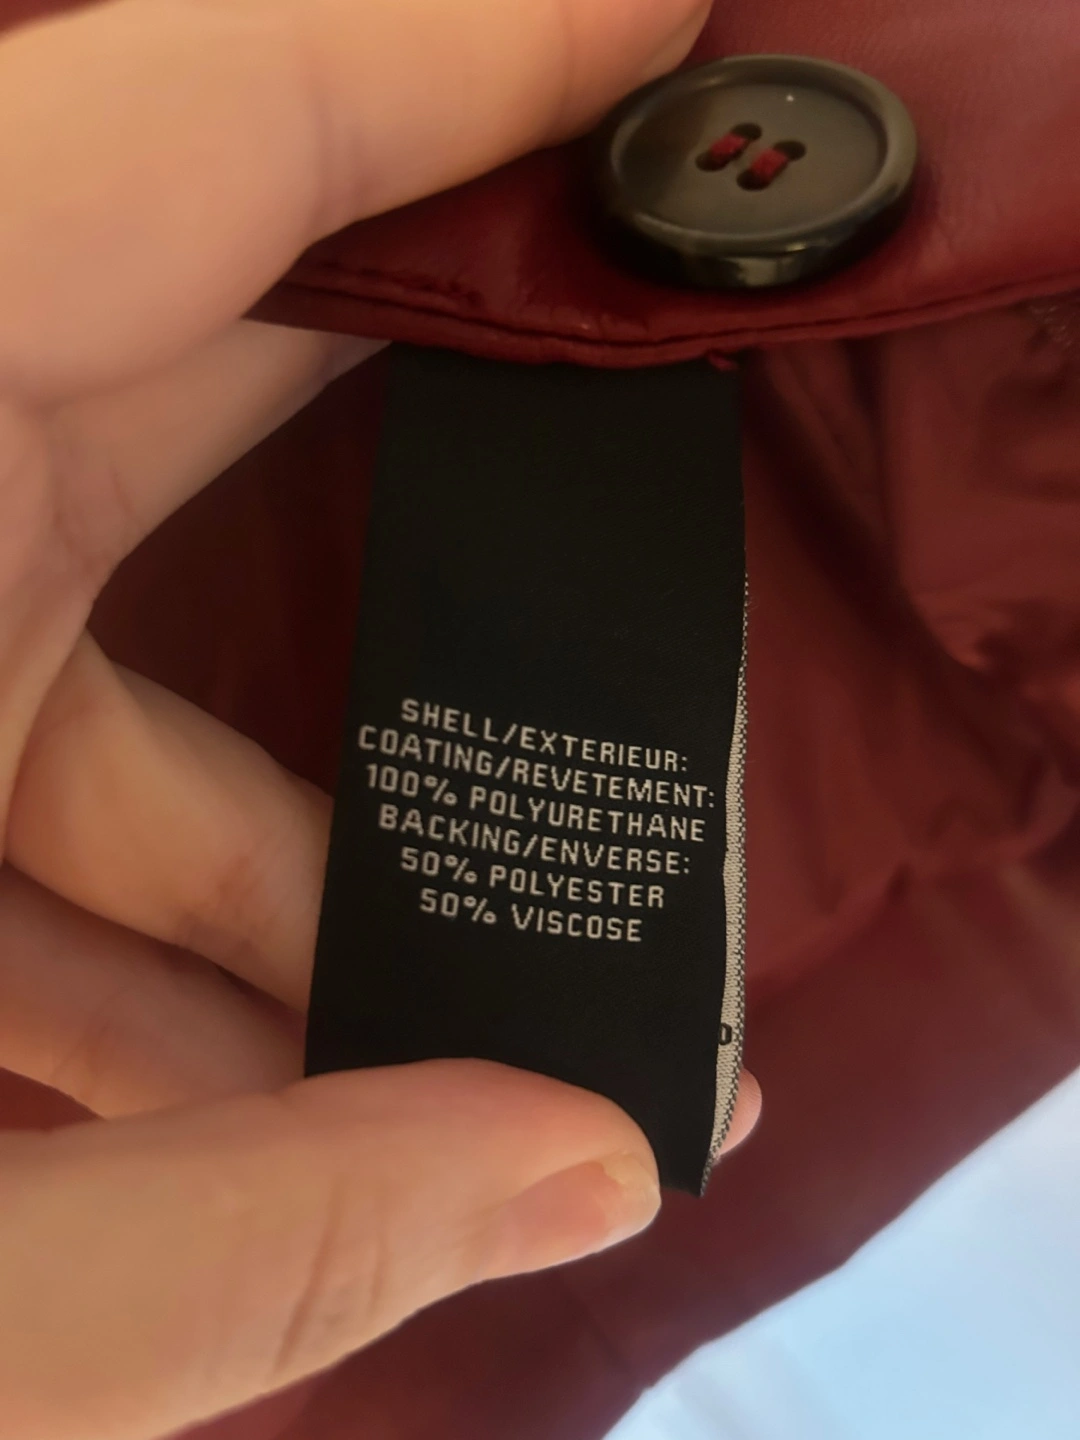 SHELL/EXTERIEUR:
COATING/REVETEMENT:
100% POLYURETHANE
BACKING/ENVERSE:
50% POLYESTER
50% VISCOSE